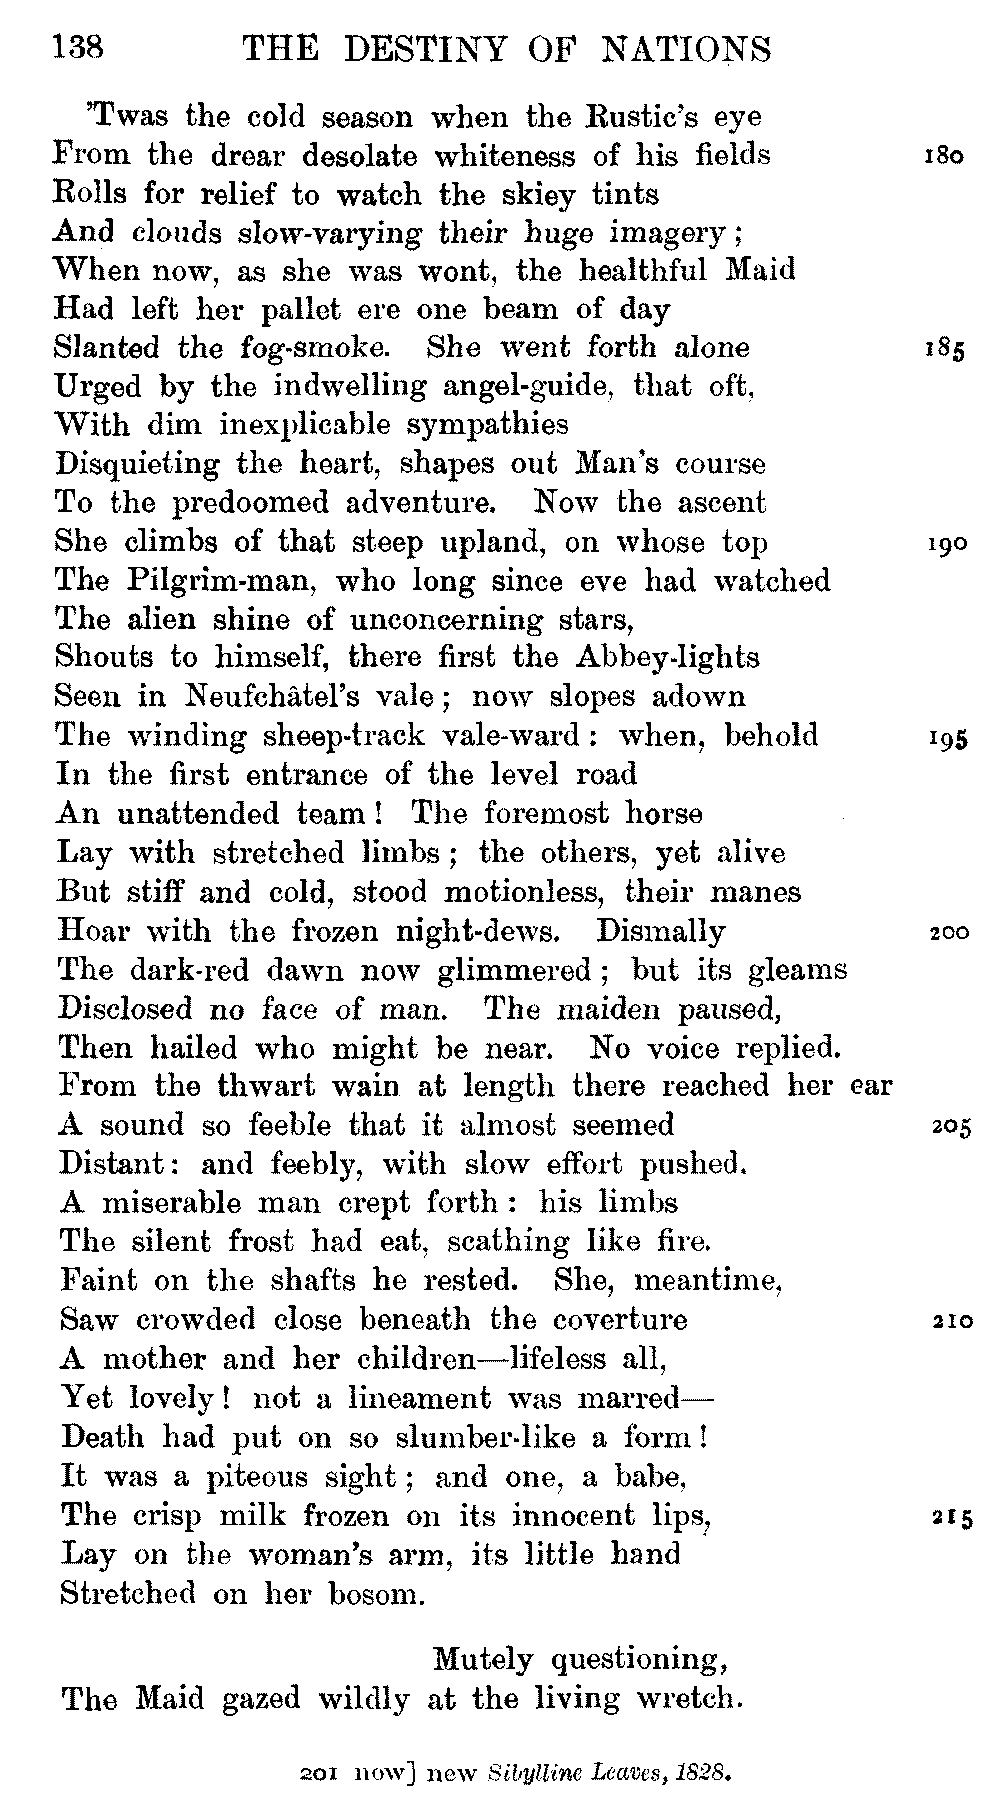 138 THE DESTINY OF NATIONS
’Twas the cold season when the Rustic’s eye
From the drear desolate whiteness of his fields 180
Rolls for relief to watch the skiey tints
And clouds slow-varying their huge imagery ;
When now, as she was wont, the healthful Maid
Had left her pallet ere one beam of day
Slanted the fog-smoke. She went forth alone 185
Urged by the indwelling angel-guide, that oft,
With dim inexplicable sympathies
Disquieting the heart, shapes out Man’s course
To the predoomed adventure. Now the ascent
She climbs of that steep upland, on whose top 190
The Pilgrim-man, who long since eve had watched
The alien shine of unconcerning stars,
Shouts to himself, there first the Abbey-lights
Seen in Neufchâtel’s vale ; now slopes adown
The winding sheep-track vale-ward : when, behold 195
In the first entrance of the level road
An unattended team ! The foremost horse
Lay with stretched limbs ; the others, yet alive
But stiff and cold, stood motionless, their manes
Hoar with the frozen night-dews. Dismally 200
The dark-red dawn now glimmered ; but its gleams
Disclosed no face of man. The maiden paused,
Then hailed who might be near. No voice replied.
From the thwart wain at length there reached her ear
A sound so feeble that it almost seemed 205
Distant : and feebly, with slow effort pushed.
A miserable man crept forth : his limbs
The silent frost had eat, scathing like fire.
Faint on the shafts he rested. She, meantime,
Saw crowded close beneath the coverture 210
A mother and her children—lifeless all,
Yet lovely ! not a lineament was marred—
Death had put on so slumber-like a form !
It was a piteous sight ; and one, a babe,
The crisp milk frozen on its innocent lips, 215
Lay on the woman’s arm, its little hand
Stretched on her bosom.
Mutely questioning,
The Maid gazed wildly at the living wretch.
201 now] new Sibylline Leaves, 1828.